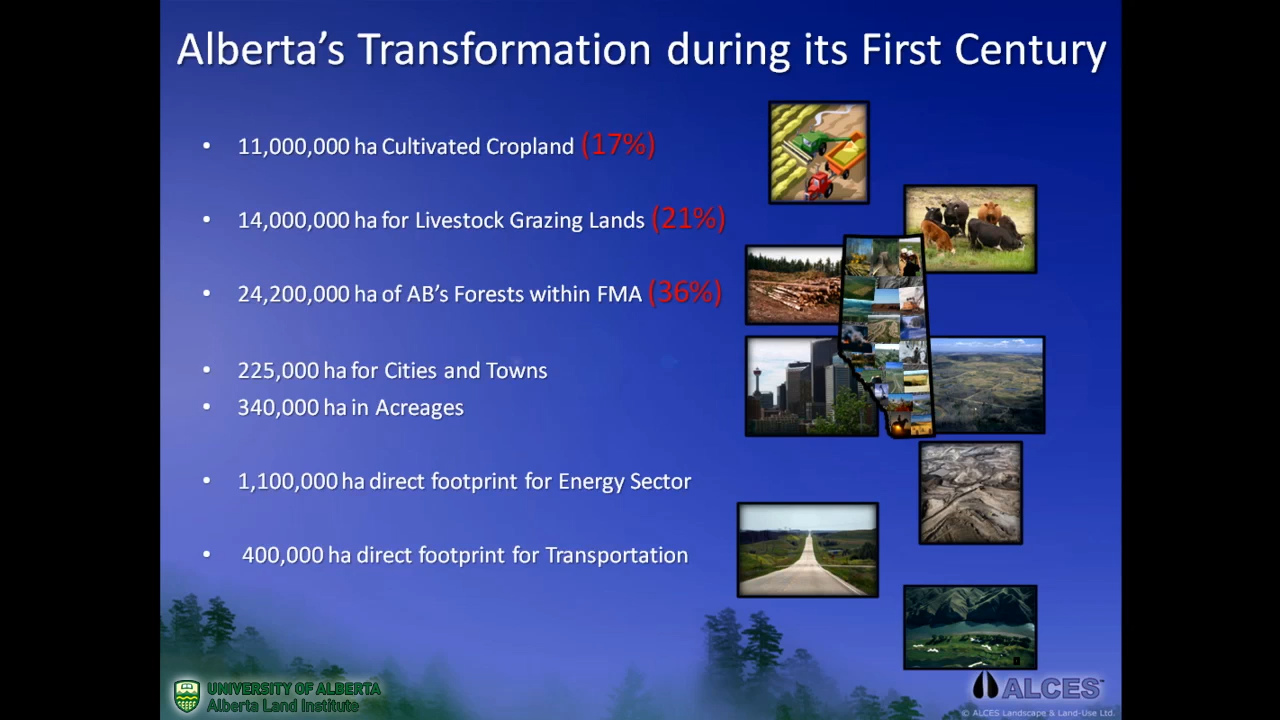 Alberta’s Transformation during its First Century
• 11,000,000 ha Cultivated Cropland (17%)
• 14,000,000 ha for Livestock Grazing Lands (21%)
• 24,200,000 ha of AB’s Forests within FMA (36%)
• 225,000 ha for Cities and Towns
• 340,000 ha in Acreages
• 1,100,000 ha direct footprint for Energy Sector
• 400,000 ha direct footprint for Transportation
UNIVERSITY OF ALBERTA
Alberta Land Institute
ALCES™
© ALCES Landscape & Land-Use Ltd.